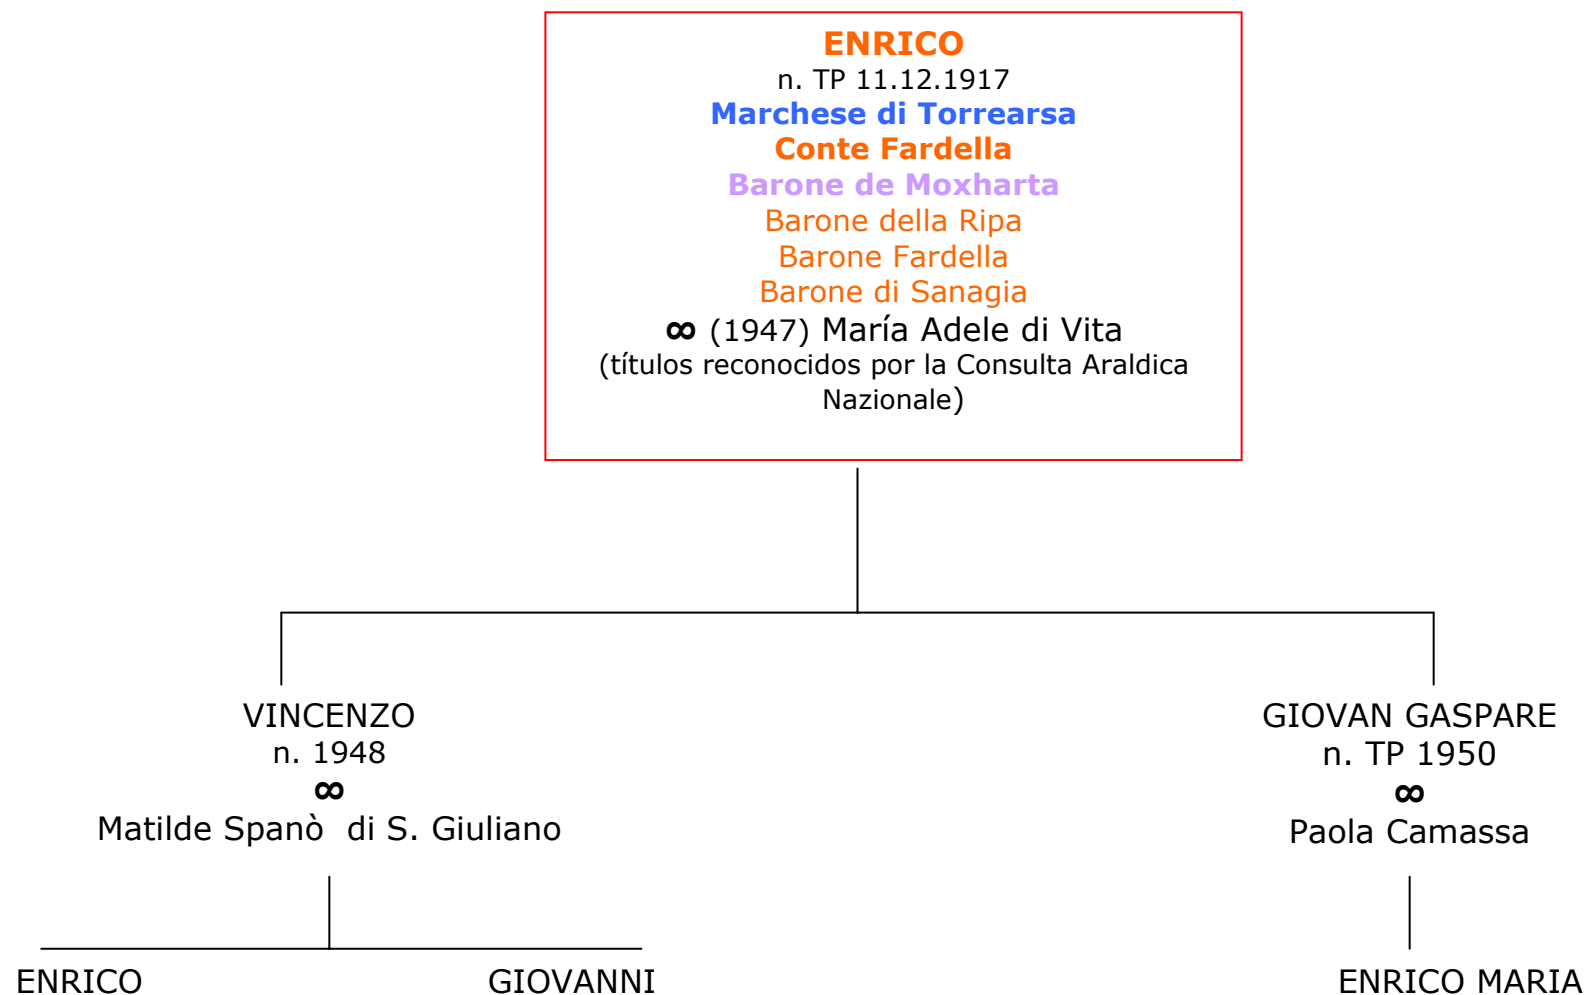 ENRICO
n. TP 11.12.1917
Marchese di Torrearsa
Conte Fardella
Barone de Moxharta
Barone della Ripa
Barone Fardella
Barone di Sanagia
∞ (1947) María Adele di Vita
(títulos reconocidos por la Consulta Araldica
Nazionale)
VINCENZO
n. 1948
∞
Matilde Spanò di S. Giuliano
GIOVAN GASPARE
n. TP 1950
∞
Paola Camassa
ENRICO
GIOVANNI
ENRICO MARIA